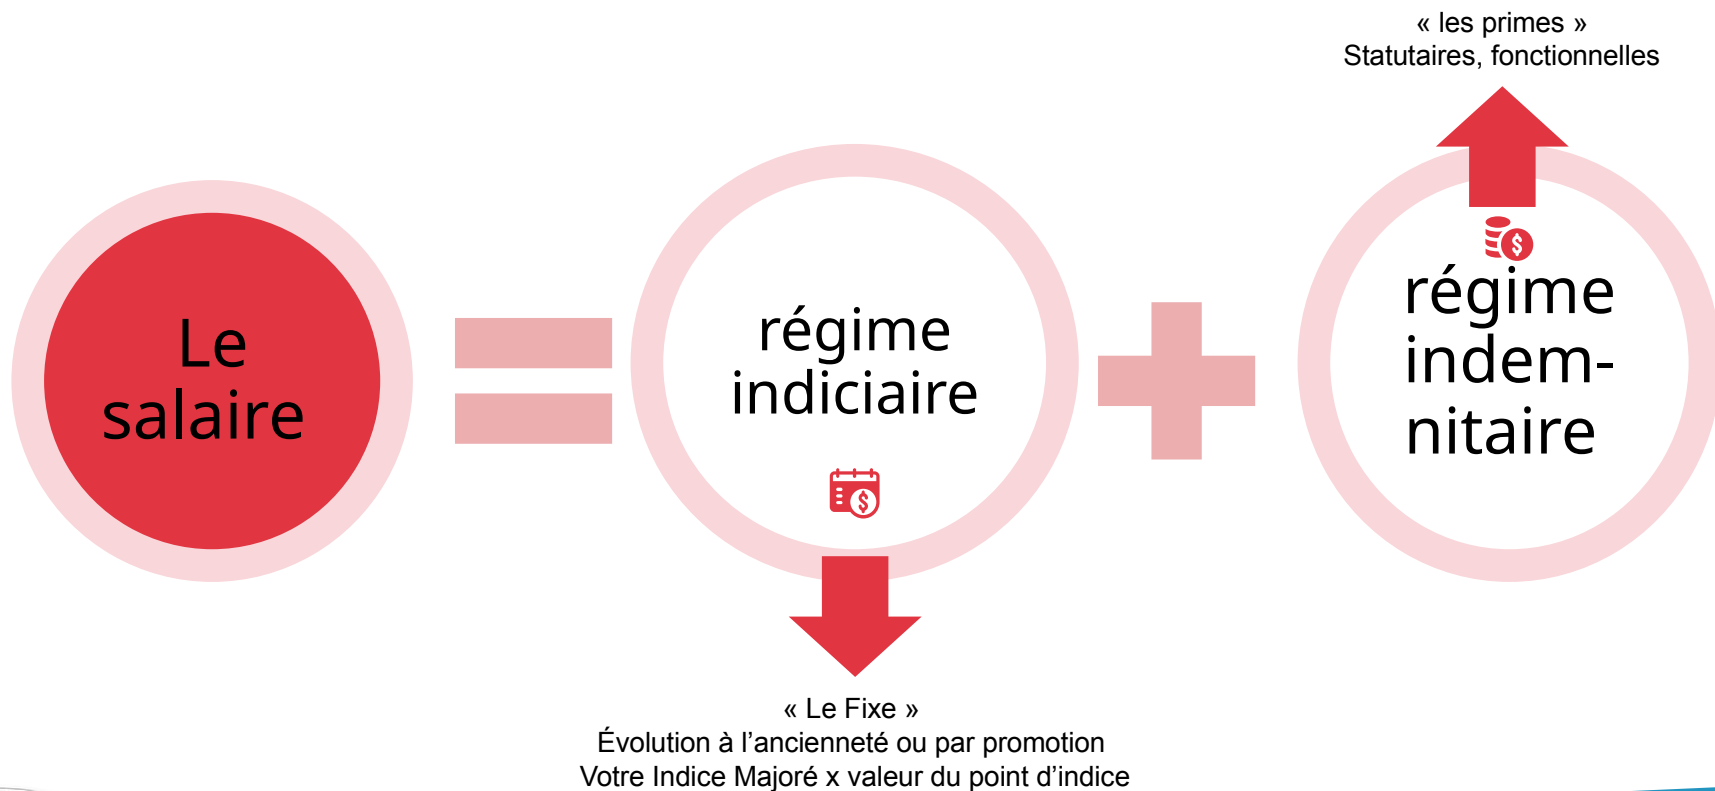 « les primes »
Statutaires, fonctionnelles
Le
salaire
régime
indiciaire
régime
indem-
nitaire
« Le Fixe »
Évolution à l’ancienneté ou par promotion
Votre Indice Majoré x valeur du point d’indice